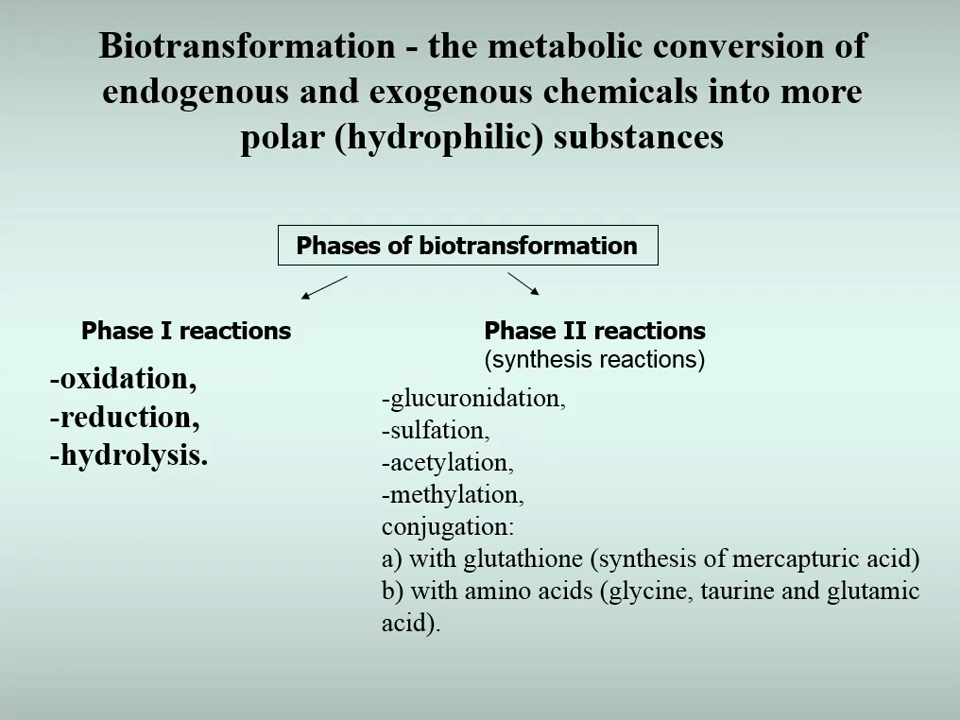 Biotransformation - the metabolic conversion of
endogenous and exogenous chemicals into more
polar (hydrophilic) substances
Phases of biotransformation
Phase I reactions
-oxidation,
-reduction,
-hydrolysis.
Phase II reactions
(synthesis reactions)
-glucuronidation,
-sulfation,
-acetylation,
-methylation,
conjugation:
a) with glutathione (synthesis of mercapturic acid)
b) with amino acids (glycine, taurine and glutamic
acid).